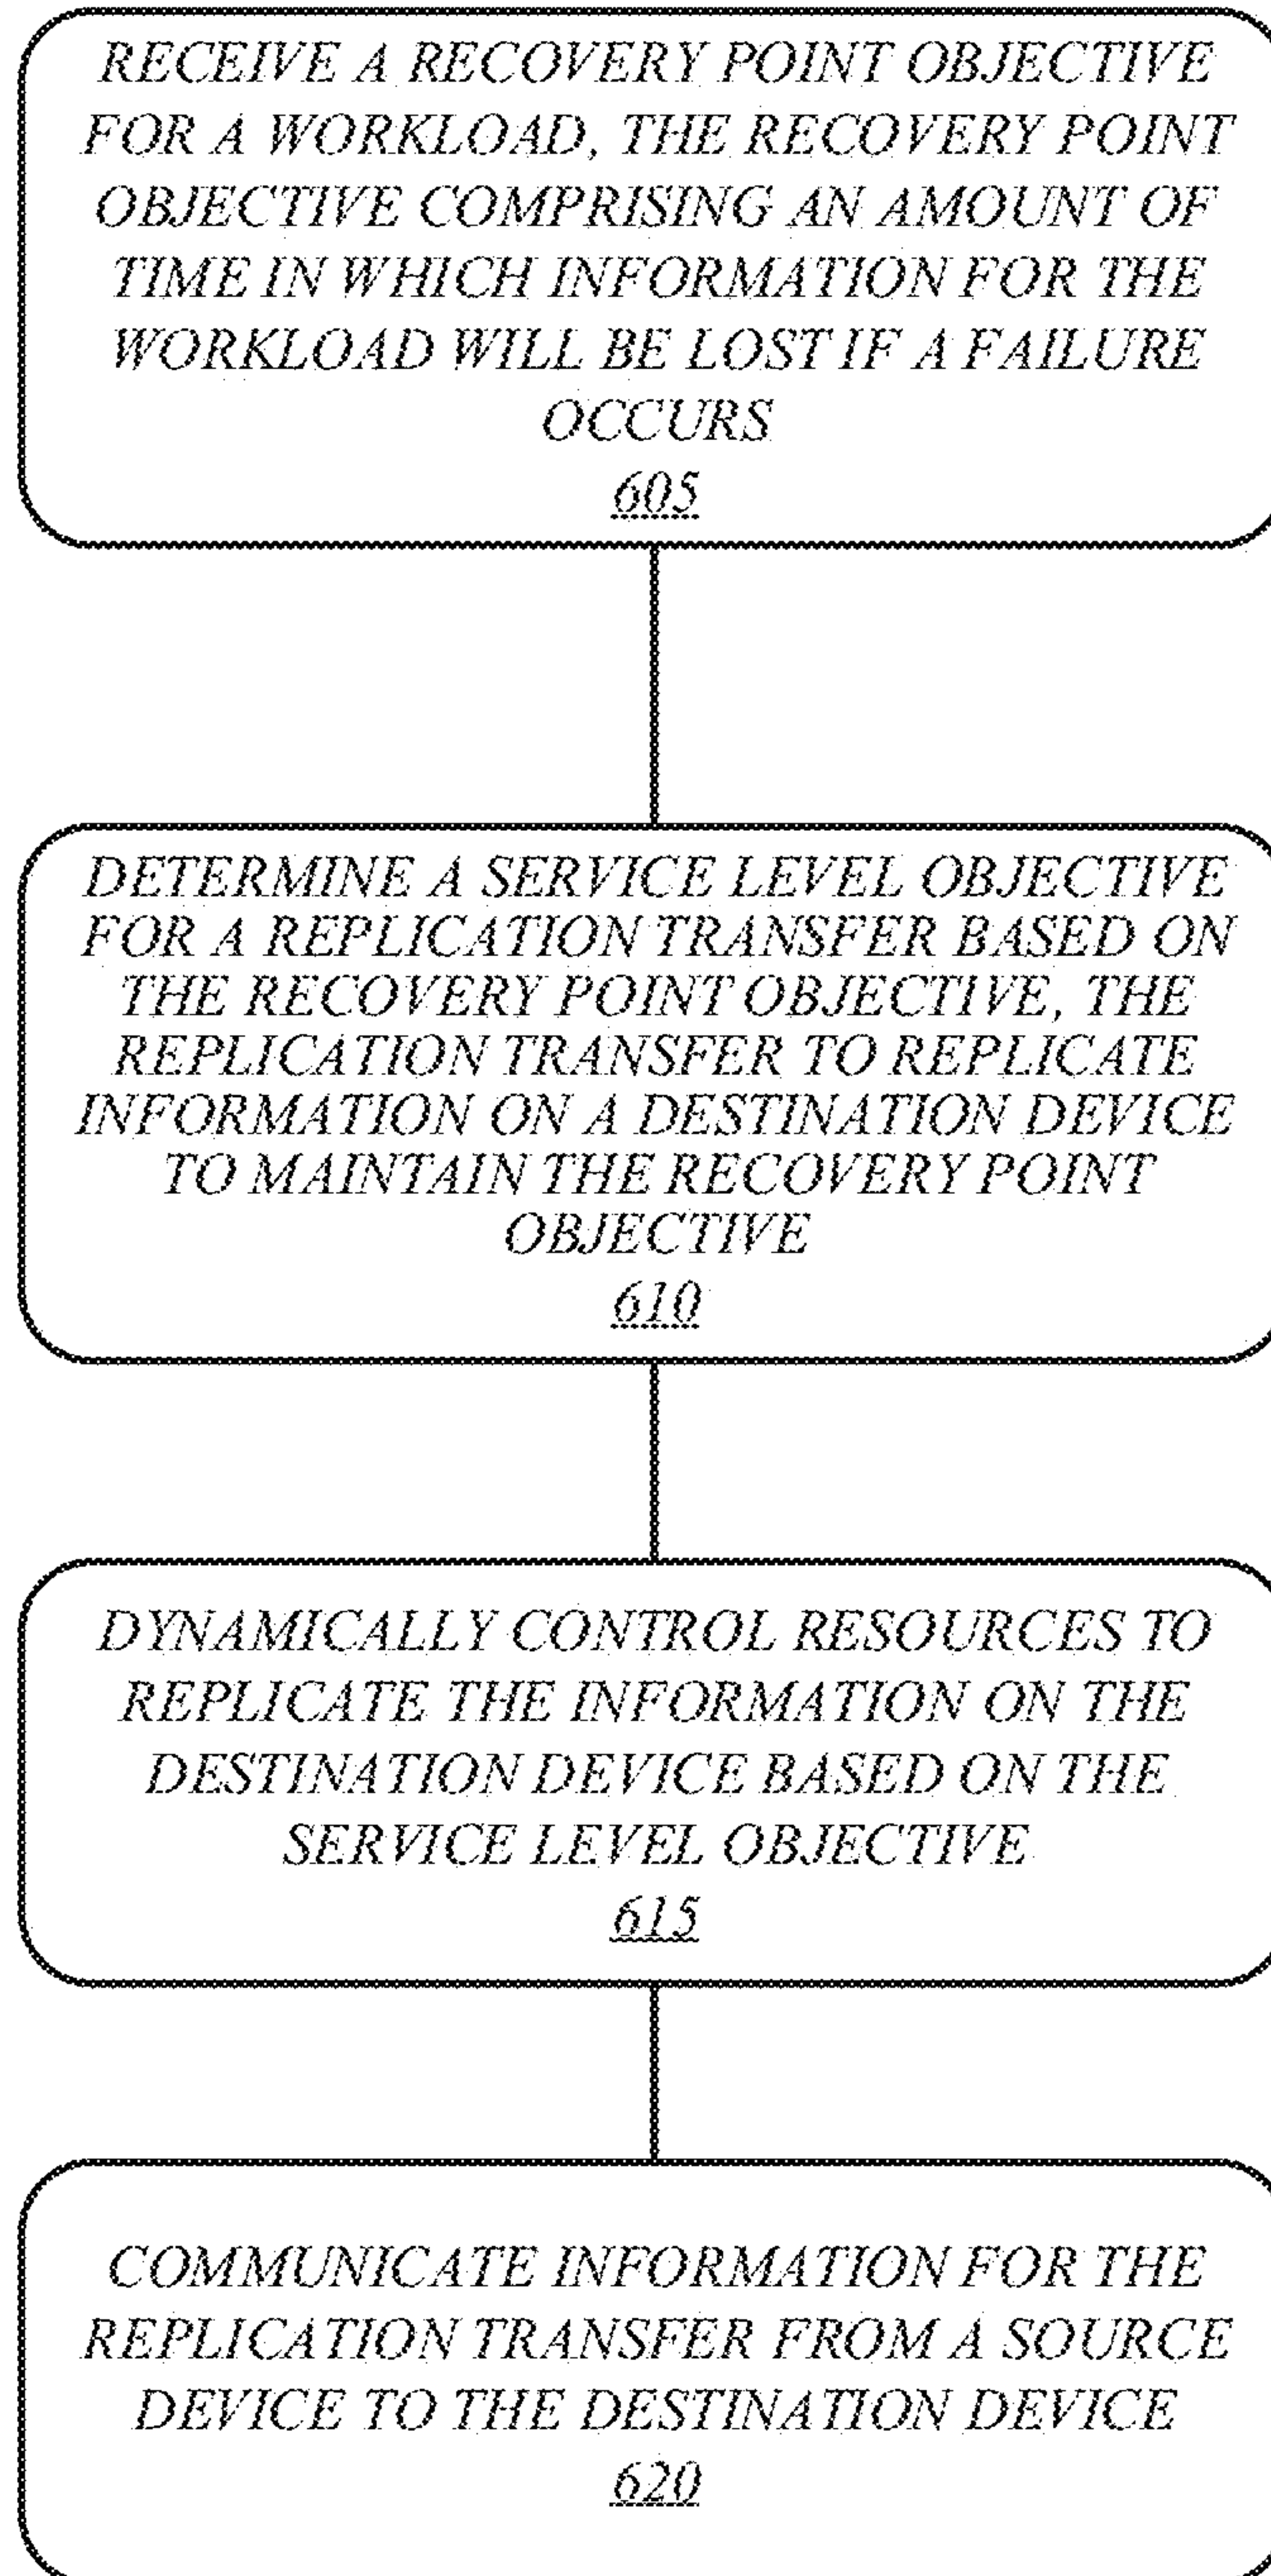 RECEIVE A RECOVERY POINT OBJECTIVE
FOR A WORKLOAD, THE RECOVERY POINT
OBJECTIVE COMPRISING AN AMOUNT OF
TIME IN WHICH INFORMATION FOR THE
WORKLOAD WILL BE LOST IF A FAILURE
OCCURS
605
DETERMINE A SERVICE LEVEL OBJECTIVE
FOR A REPLICATION TRANSFER BASED ON
THE RECOVERY POINT OBJECTIVE, THE
REPLICATION TRANSFER TO REPLICATE
INFORMATION ON A DESTINATION DEVICE
TO MAINTAIN THE RECOVERY POINT
OBJECTIVE
610
DYNAMICALLY CONTROL RESOURCES TO
REPLICATE THE INFORMATION ON THE
DESTINATION DEVICE BASED ON THE
SERVICE LEVEL OBJECTIVE
615
COMMUNICATE INFORMATION FOR THE
REPLICATION TRANSFER FROM A SOURCE
DEVICE TO THE DESTINATION DEVICE
620